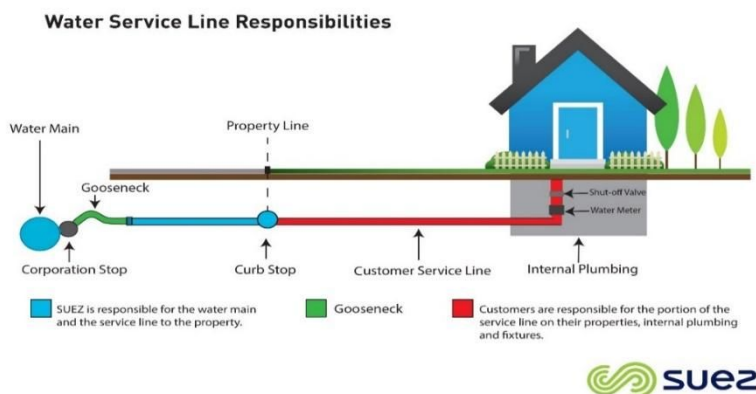 Water Service Line Responsibilities
Water Main
Property Line
Gooseneck
Shut-off Valve
Water Meter
Corporation Stop
Curb Stop
Customer Service Line
Internal Plumbing
SUEZ is responsible for the water main
and the service line to the property.
Gooseneck
Customers are responsible for the portion of the
service line on their properties, internal plumbing
and fixtures.
suez